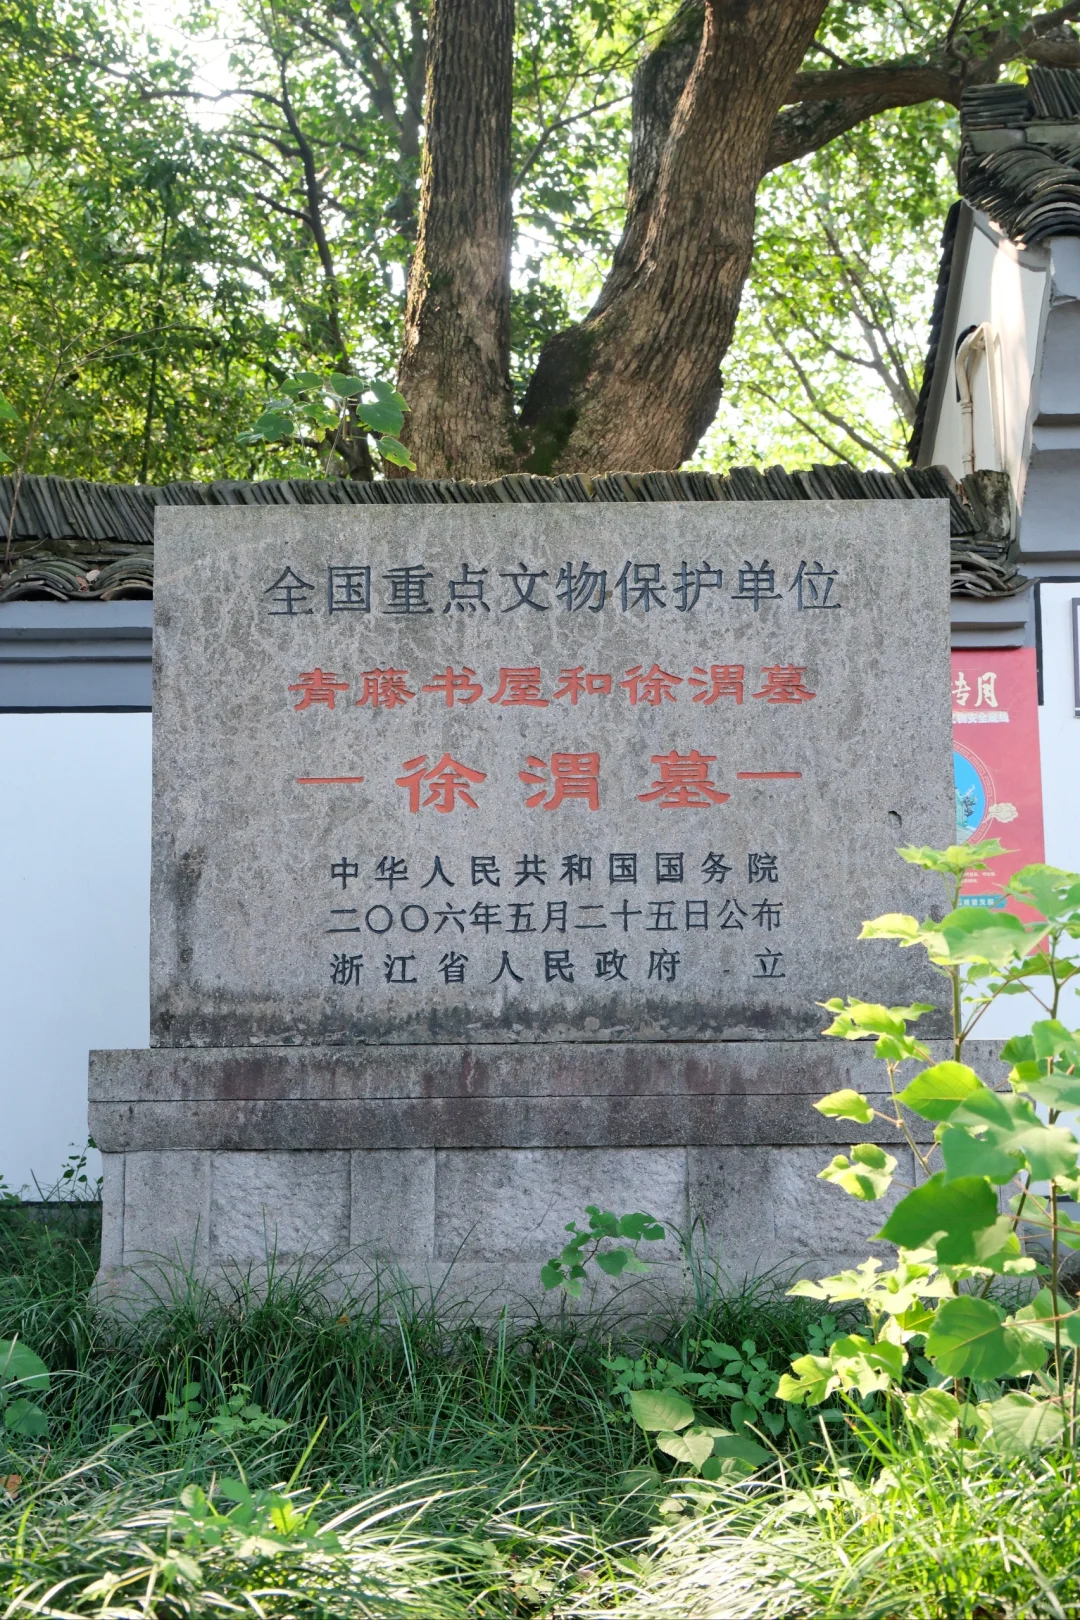 全国重点文物保护单位
青藤书屋和徐渭墓
—徐渭墓—
中华人民共和国国务院
二〇〇六年五月二十五日公布
浙江省人民政府 立
专用